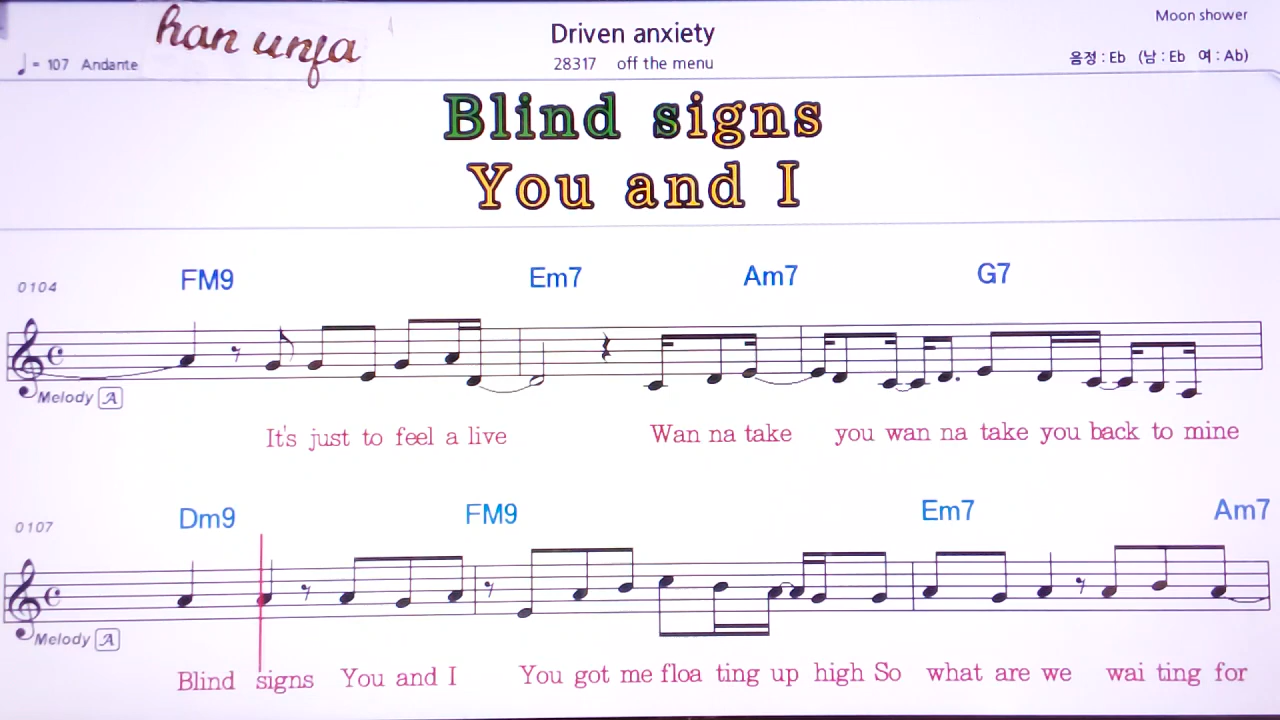 Moon shower
han unfa
Driven anxiety
♩= 107 Andante
28317 off the menu
음정 : Eb (남 : Eb 여 : Ab)
Blind signs
You and I
FM9 Em7 Am7 G7
0104
Melody A
It's just to feel a live Wan na take you wan na take you back to mine
Dm9 FM9 Em7 Am7
0107
Melody A
Blind signs You and I You got me floa ting up high So what are we wai ting for